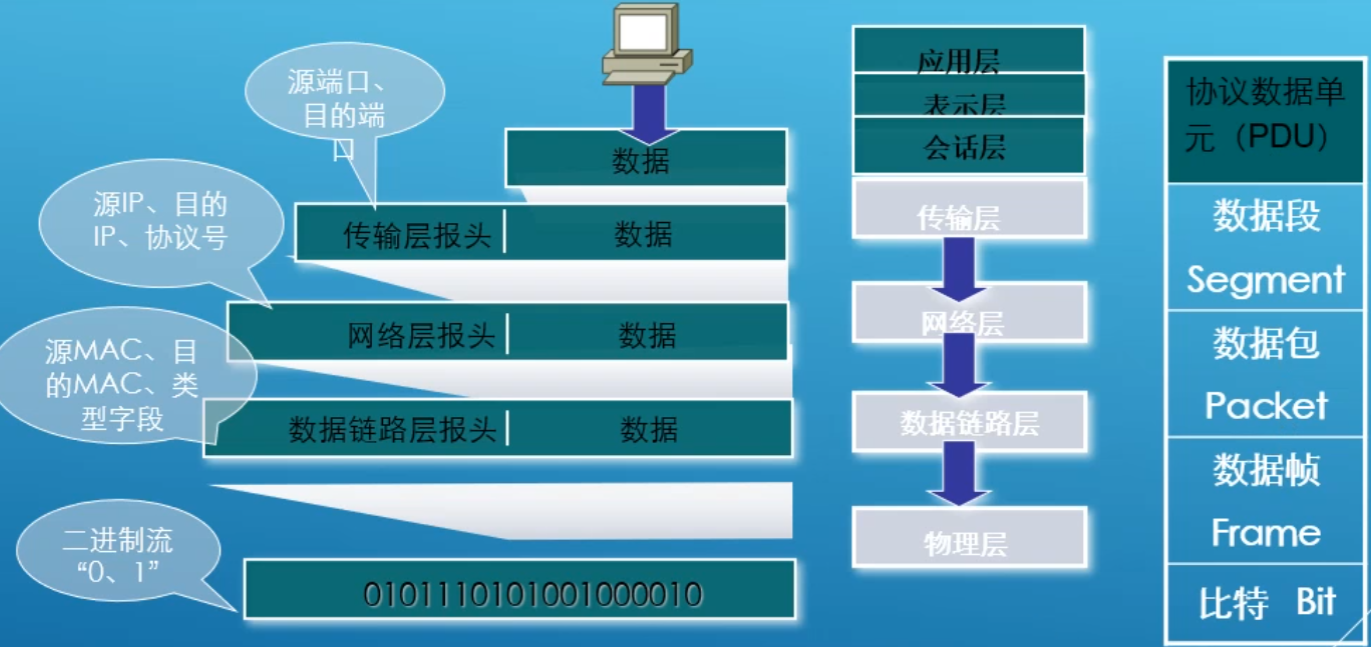 源端口、
目的端
口
源IP、目的
IP、协议号
源MAC、目
的MAC、类
型字段
二进制流
“0、1”
数据
传输层报头 数据
网络层报头 数据
数据链路层报头 数据
0101110101001000010
应用层
表示层
会话层
传输层
网络层
数据链路层
物理层
协议数据单
元（PDU）
数据段
Segment
数据包
Packet
数据帧
Frame
比特 Bit